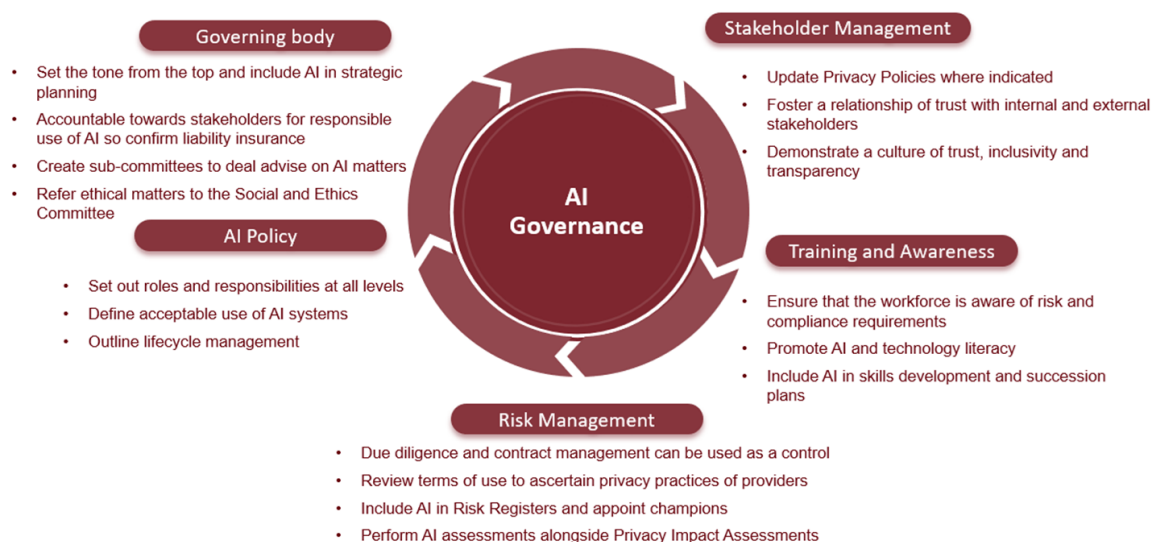 Governing body
• Set the tone from the top and include AI in strategic
planning
• Accountable towards stakeholders for responsible
use of AI so confirm liability insurance
• Create sub-committees to deal advise on AI matters
• Refer ethical matters to the Social and Ethics
Committee
AI Policy
• Set out roles and responsibilities at all levels
• Define acceptable use of AI systems
• Outline lifecycle management
AI
Governance
Stakeholder Management
• Update Privacy Policies where indicated
• Foster a relationship of trust with internal and external
stakeholders
• Demonstrate a culture of trust, inclusivity and
transparency
Training and Awareness
• Ensure that the workforce is aware of risk and
compliance requirements
• Promote AI and technology literacy
• Include AI in skills development and succession
plans
Risk Management
• Due diligence and contract management can be used as a control
• Review terms of use to ascertain privacy practices of providers
• Include AI in Risk Registers and appoint champions
• Perform AI assessments alongside Privacy Impact Assessments